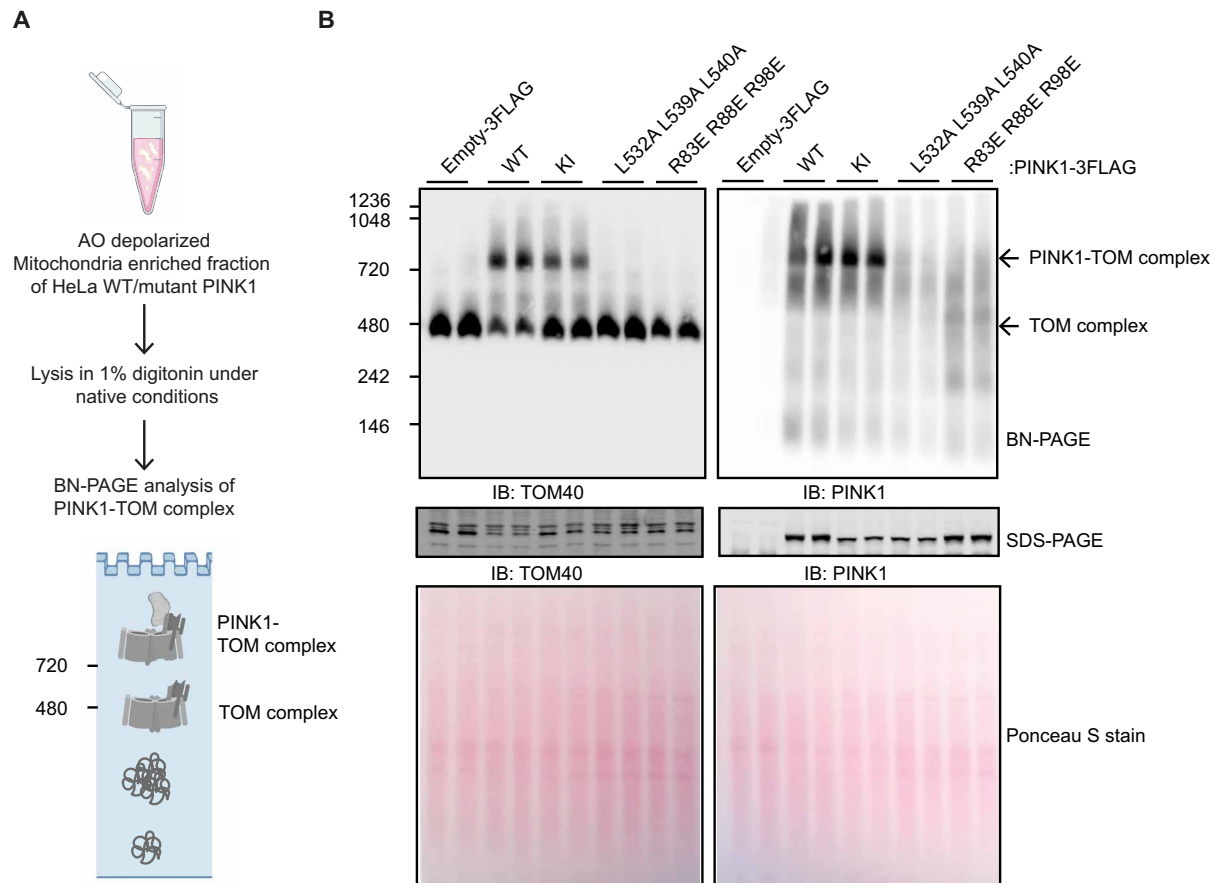 A
AO depolarized
Mitochondria enriched fraction
of HeLa WT/mutant PINK1
Lysis in 1% digitonin under
native conditions
BN-PAGE analysis of
PINK1-TOM complex
PINK1-
TOM complex
720
480
TOM complex
B
Empty-3FLAG
WT
KI
L532A L539A L540A
R83E R88E R98E
Empty-3FLAG
WT
KI
L532A L539A L540A
R83E R88E R98E
:PINK1-3FLAG
1236
1048
720
480
242
146
PINK1-TOM complex
TOM complex
BN-PAGE
IB: TOM40
IB: PINK1
SDS-PAGE
IB: TOM40
IB: PINK1
Ponceau S stain